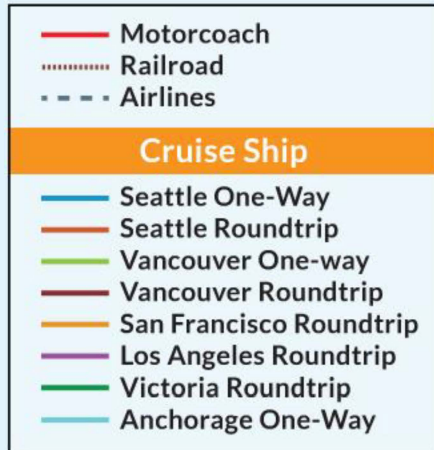 Motorcoach
Railroad
Airlines
Cruise Ship
Seattle One-Way
Seattle Roundtrip
Vancouver One-way
Vancouver Roundtrip
San Francisco Roundtrip
Los Angeles Roundtrip
Victoria Roundtrip
Anchorage One-Way